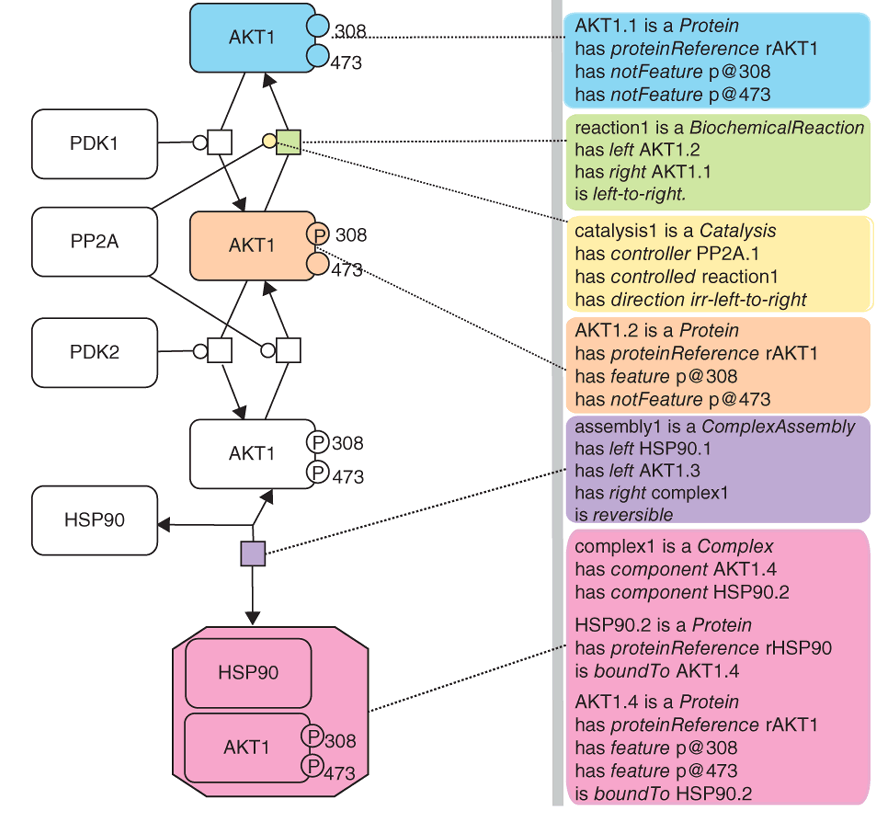 AKT1
308
473
PDK1
PP2A
AKT1
P
308
473
PDK2
AKT1
P
308
P
473
HSP90
HSP90
AKT1
P
308
P
473
AKT1.1 is a Protein
has proteinReference rAKT1
has notFeature p@308
has notFeature p@473
reaction1 is a BiochemicalReaction
has left AKT1.2
has right AKT1.1
is left-to-right.
catalysis1 is a Catalysis
has controller PP2A.1
has controlled reaction1
has direction irr-left-to-right
AKT1.2 is a Protein
has proteinReference rAKT1
has feature p@308
has notFeature p@473
assembly1 is a ComplexAssembly
has left HSP90.1
has left AKT1.3
has right complex1
is reversible
complex1 is a Complex
has component AKT1.4
has component HSP90.2
HSP90.2 is a Protein
has proteinReference rHSP90
is boundTo AKT1.4
AKT1.4 is a Protein
has proteinReference rAKT1
has feature p@308
has feature p@473
is boundTo HSP90.2